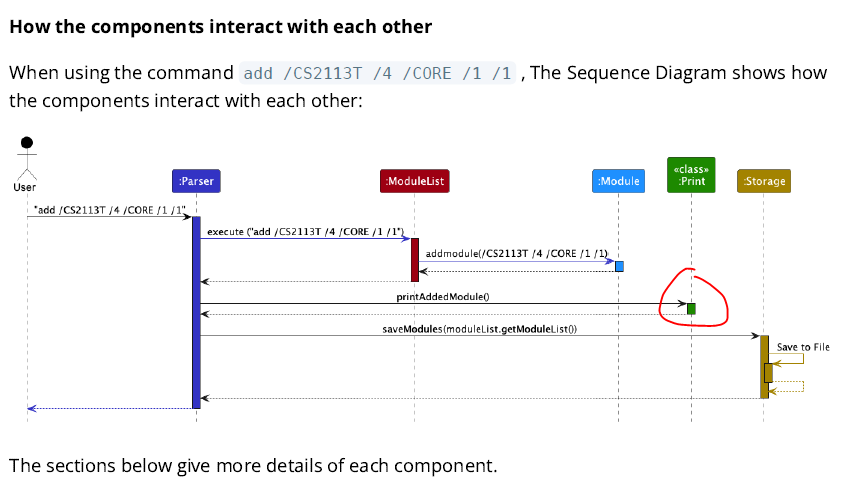 How the components interact with each other
When using the command add /CS2113T /4 /CORE /1 /1 , The Sequence Diagram shows how
the components interact with each other:
User
:Parser
:ModuleList
:Module
«class»
:Print
:Storage
"add /CS2113T /4 /CORE /1 /1"
execute ("add /CS2113T /4 /CORE /1 /1")
addmodule(/CS2113T /4 /CORE /1 /1)
printAddedModule()
saveModules(moduleList.getModuleList())
Save to File
The sections below give more details of each component.